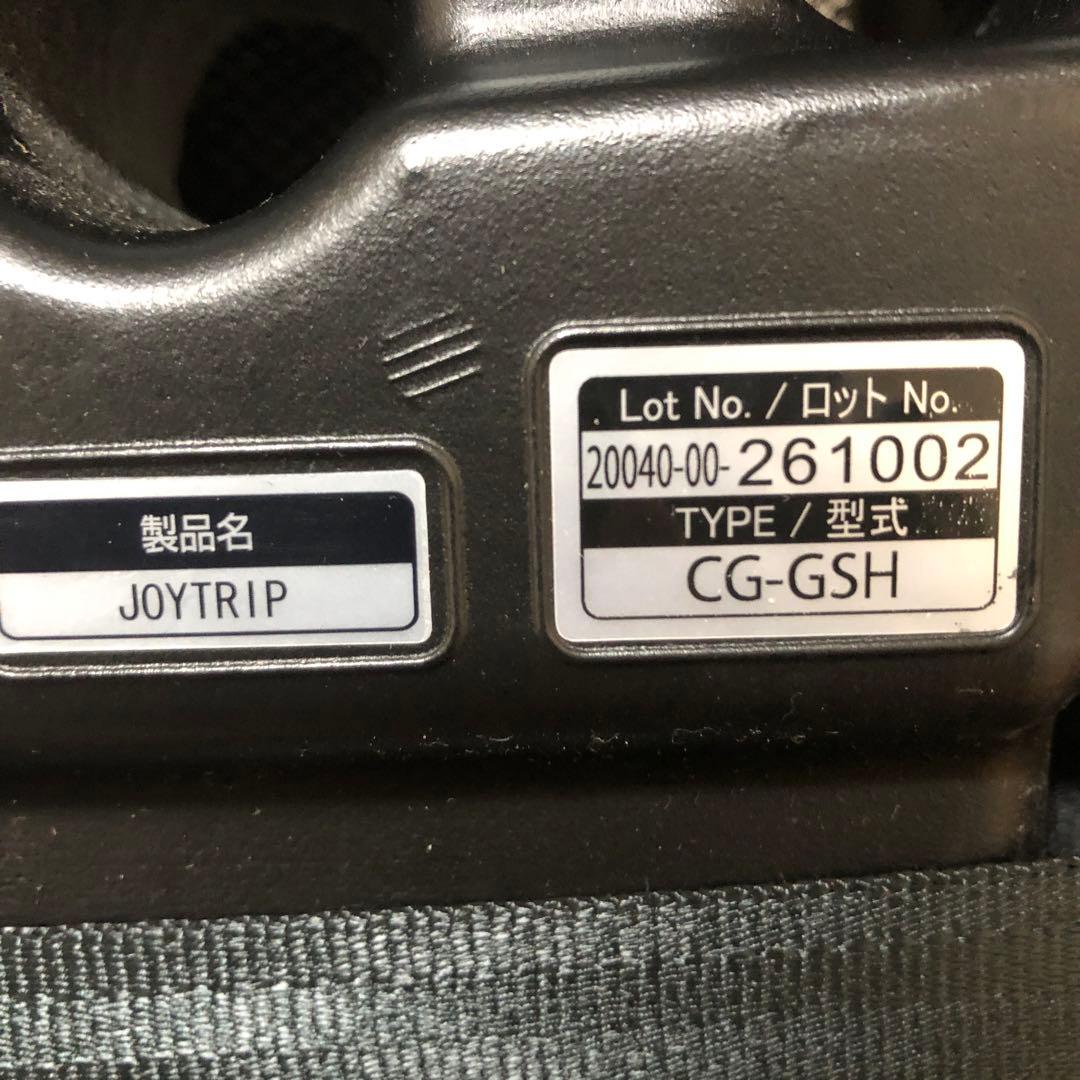 製品名
JOYTRIP
Lot No. / ロット No.
20040-00-261002
TYPE / 型式
CG-GSH